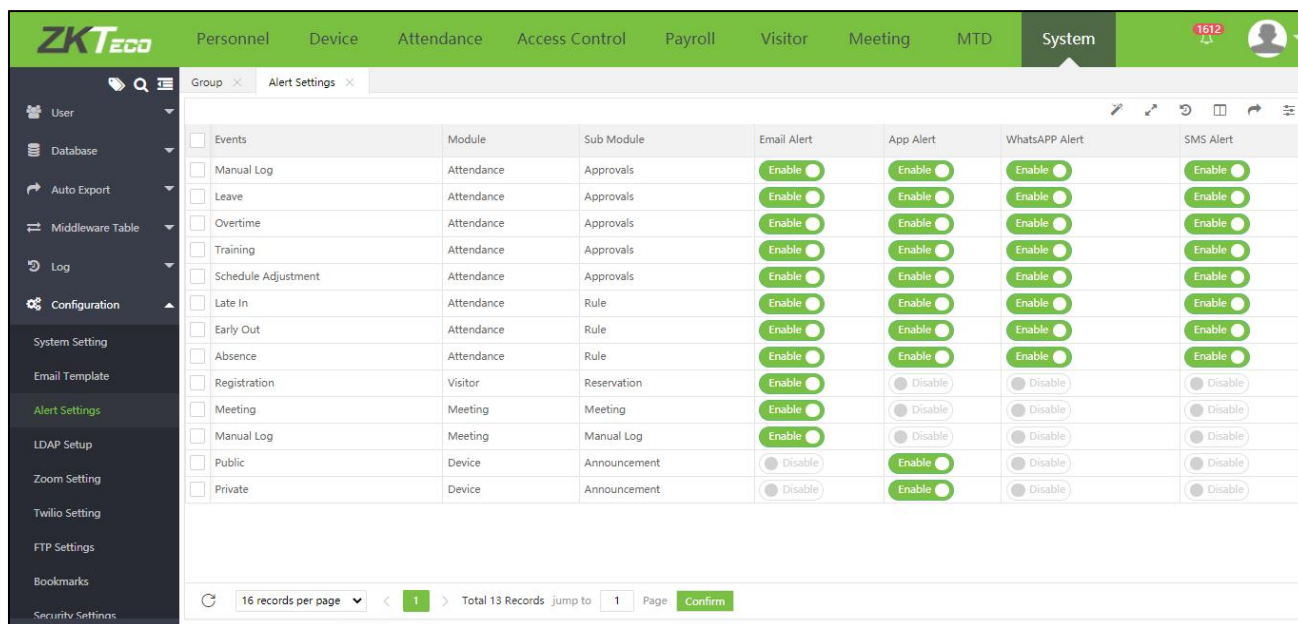 ZKTeco Personnel Device Attendance Access Control Payroll Visitor Meeting MTD System 1612
Group Alert Settings
User
Database
Auto Export
Middleware Table
Log
Configuration
System Setting
Email Template
Alert Settings
LDAP Setup
Zoom Setting
Twilio Setting
FTP Settings
Bookmarks
Security Settings
Events Module Sub Module Email Alert App Alert WhatsAPP Alert SMS Alert
Manual Log Attendance Approvals Enable Enable Enable Enable
Leave Attendance Approvals Enable Enable Enable Enable
Overtime Attendance Approvals Enable Enable Enable Enable
Training Attendance Approvals Enable Enable Enable Enable
Schedule Adjustment Attendance Approvals Enable Enable Enable Enable
Late In Attendance Rule Enable Enable Enable Enable
Early Out Attendance Rule Enable Enable Enable Enable
Absence Attendance Rule Enable Enable Enable Enable
Registration Visitor Reservation Enable Disable Disable Disable
Meeting Meeting Meeting Enable Disable Disable Disable
Manual Log Meeting Manual Log Enable Disable Disable Disable
Public Device Announcement Disable Enable Disable Disable
Private Device Announcement Disable Enable Disable Disable
16 records per page 1 Total 13 Records jump to 1 Page Confirm